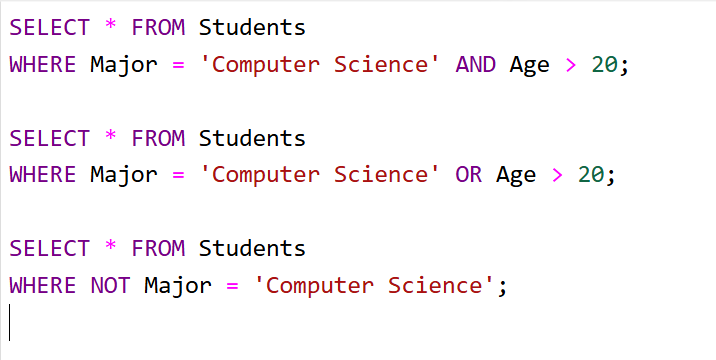 SELECT * FROM Students
WHERE Major = 'Computer Science' AND Age > 20;
SELECT * FROM Students
WHERE Major = 'Computer Science' OR Age > 20;
SELECT * FROM Students
WHERE NOT Major = 'Computer Science';